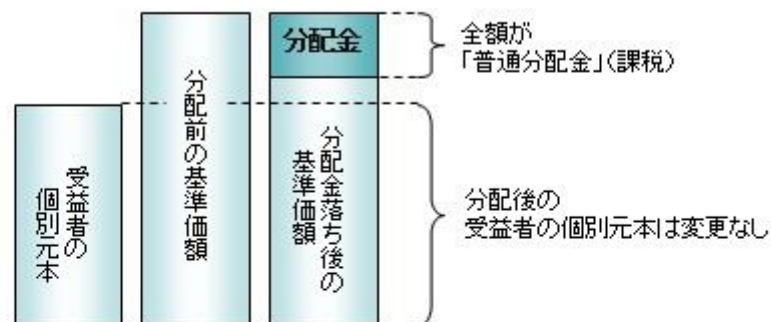 受益者の
個別元本
分配前の基準価額
分配金
分配金落ち後の
基準価額
全額が
「普通分配金」(課税)
分配後の
受益者の個別元本は変更なし